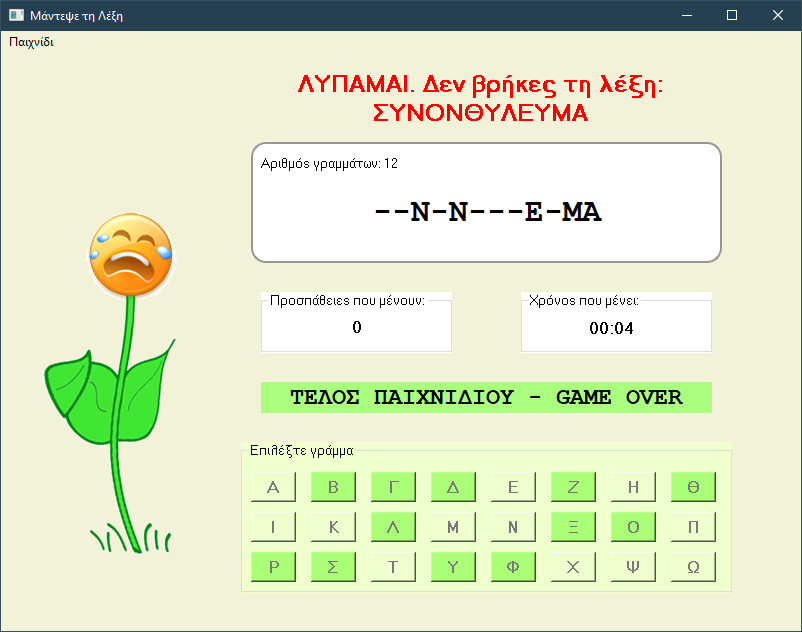 Μάντεψε τη Λέξη
Παιχνίδι
ΛΥΠΑΜΑΙ. Δεν βρήκες τη λέξη:
ΣΥΝΟΝΘΥΛΕΥΜΑ
Αριθμός γραμμάτων: 12
--Ν-Ν---Ε-ΜΑ
Προσπάθειες που μένουν:
0
Χρόνος που μένει:
00:04
ΤΕΛΟΣ ΠΑΙΧΝΙΔΙΟΥ - GAME OVER
Επιλέξτε γράμμα
Α Β Γ Δ Ε Ζ Η Θ
Ι Κ Λ Μ Ν Ξ Ο Π
Ρ Σ Τ Υ Φ Χ Ψ Ω